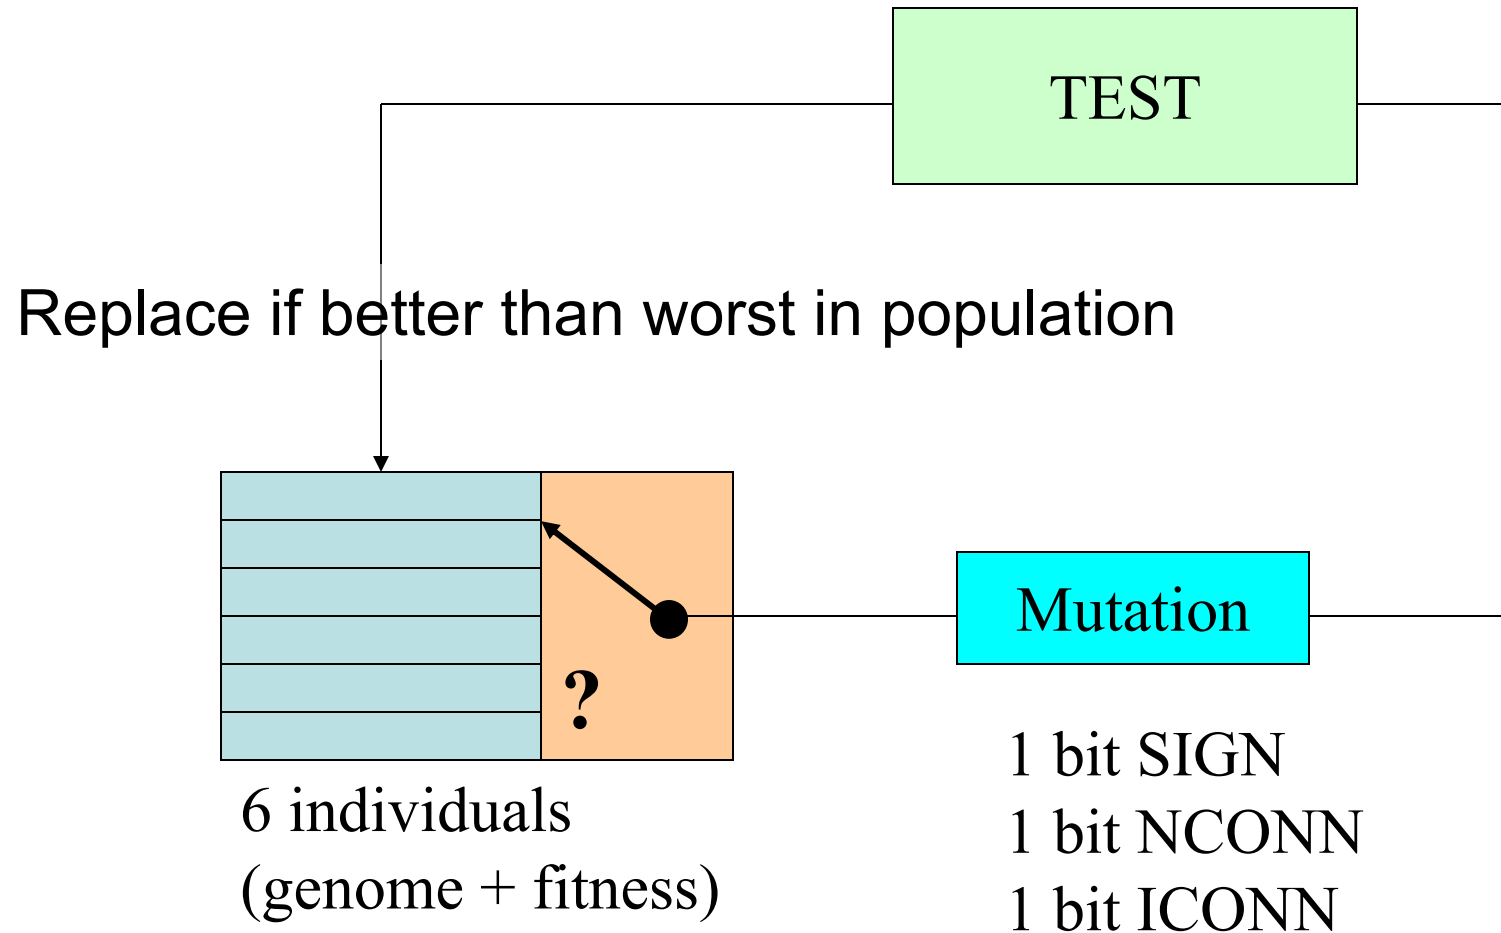 TEST
Replace if better than worst in population
Mutation
?
6 individuals
(genome + fitness)
1 bit SIGN
1 bit NCONN
1 bit ICONN